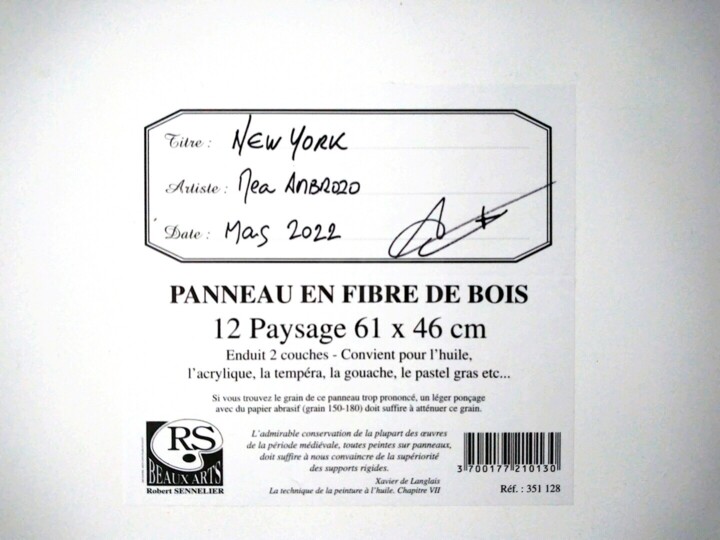 Titre : NEW YORK
Artiste : Mea AMBROZO
Date : Mag 2022
PANNEAU EN FIBRE DE BOIS
12 Paysage 61 x 46 cm
Enduit 2 couches - Convient pour l'huile,
l'acrylique, la tempéra, la gouache, le pastel gras etc...
Si vous trouvez le grain de ce panneau trop prononcé, un léger ponçage
avec du papier abrasif (grain 150-180) doit suffire à atténuer ce grain.
RS
BEAUX ARTS
Robert SENNELIER
L'admirable conservation de la plupart des œuvres
de la période médiévale, toutes peintes sur panneaux,
doit suffire à nous convaincre de la supériorité
des supports rigides.
Xavier de Langlais
La technique de la peinture à l'huile. Chapitre VII
3 700177 210130
Réf. : 351 128